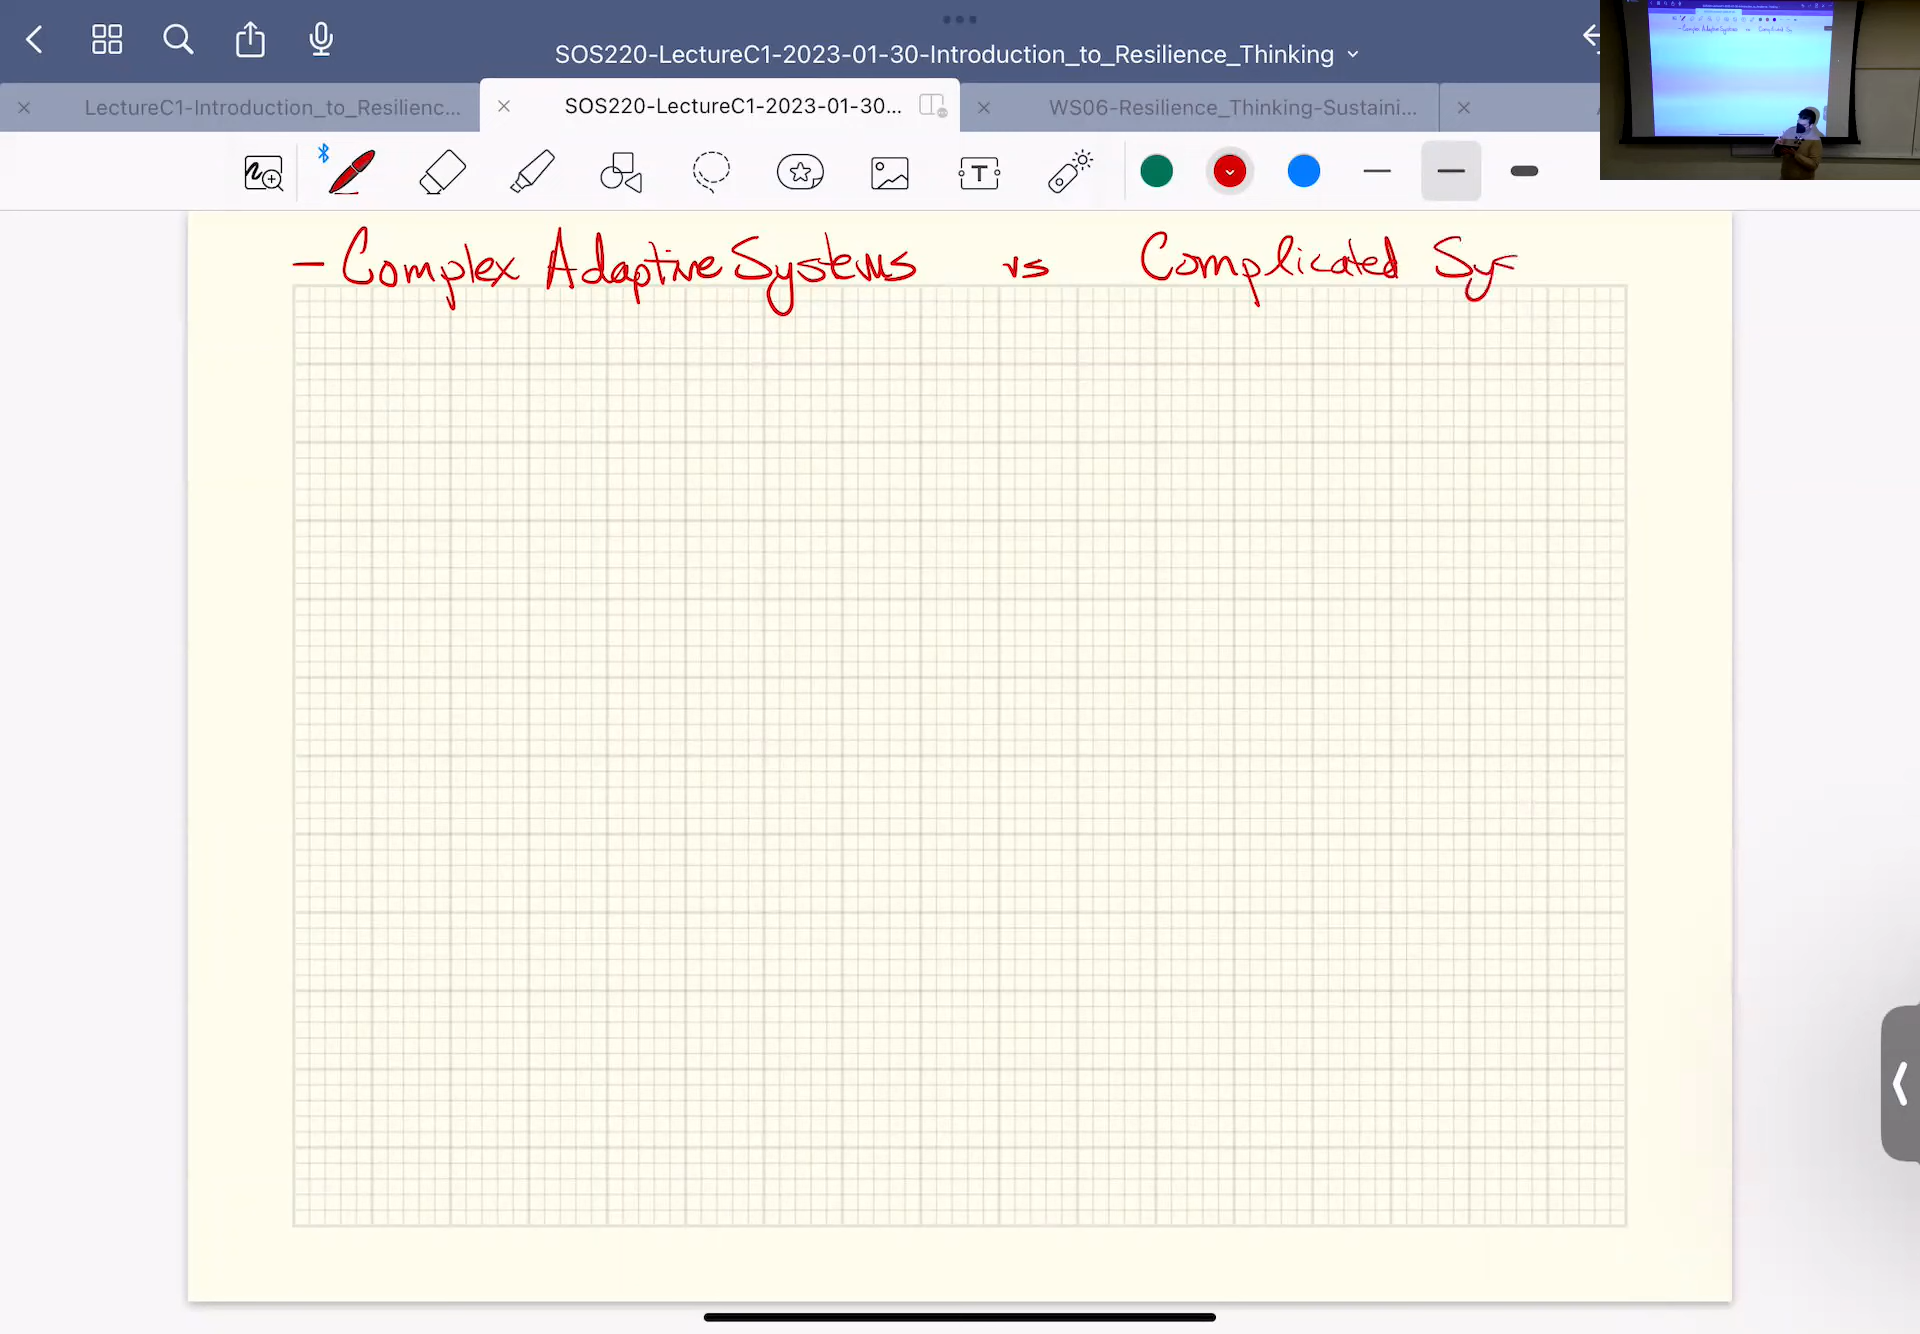 SOS220-LectureC1-2023-01-30-Introduction_to_Resilience_Thinking
LectureC1-Introduction_to_Resilienc...
SOS220-LectureC1-2023-01-30...
WS06-Resilience_Thinking-Sustaini...
T
- Complex Adaptive Systems vs Complicated Sys